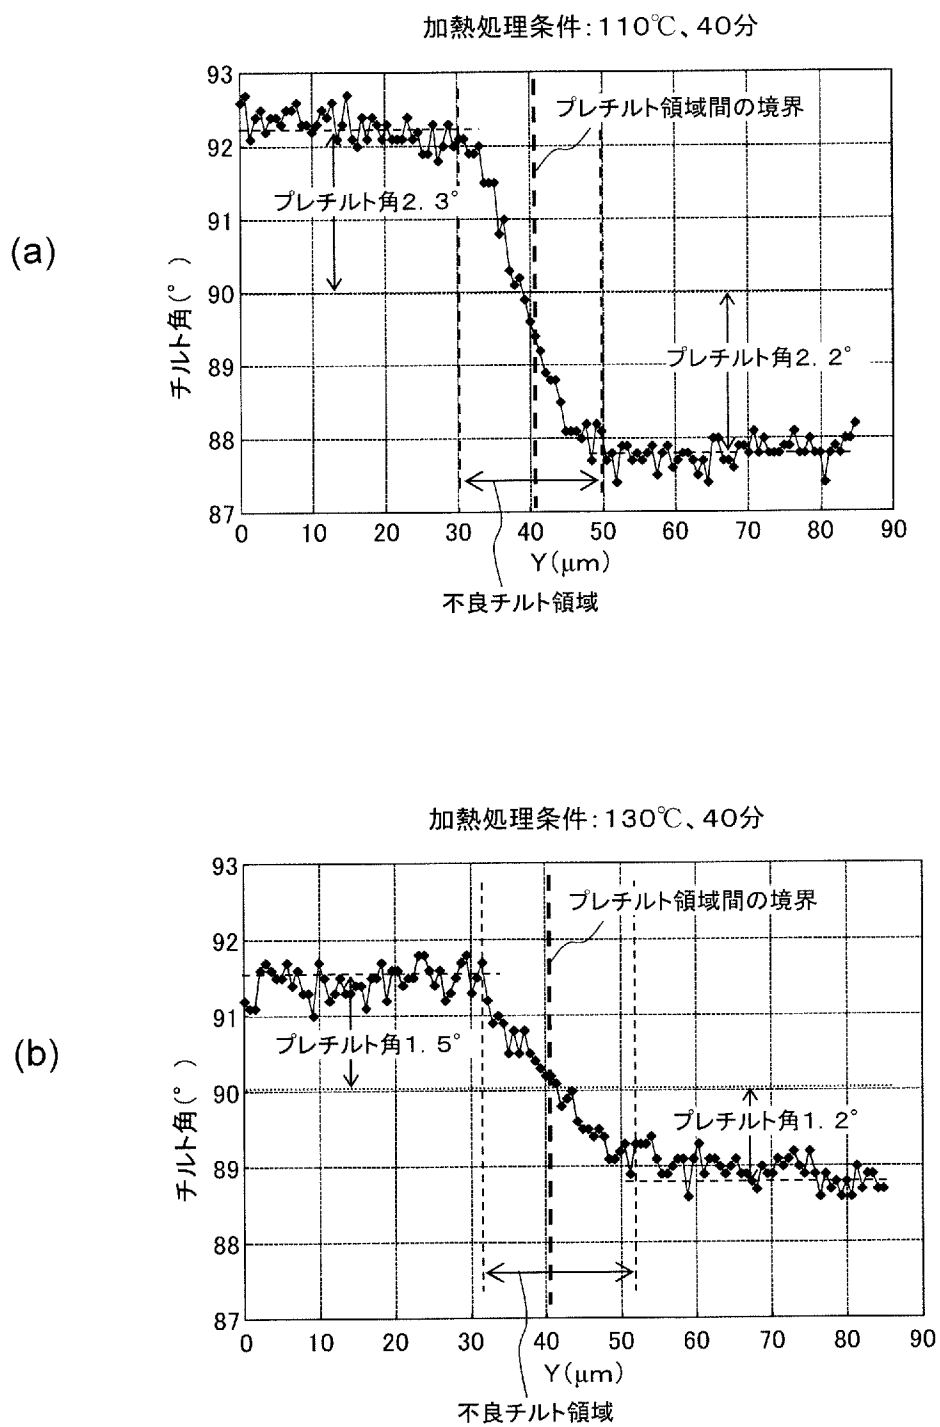 加熱処理条件：110℃、40分
(a)
チルト角(°)
93
92
91
90
89
88
87
プレチルト領域間の境界
プレチルト角2.3°
プレチルト角2.2°
0 10 20 30 40 50 60 70 80 90
Y(μm)
不良チルト領域
加熱処理条件：130℃、40分
(b)
チルト角(°)
93
92
91
90
89
88
87
プレチルト領域間の境界
プレチルト角1.5°
プレチルト角1.2°
0 10 20 30 40 50 60 70 80 90
Y(μm)
不良チルト領域